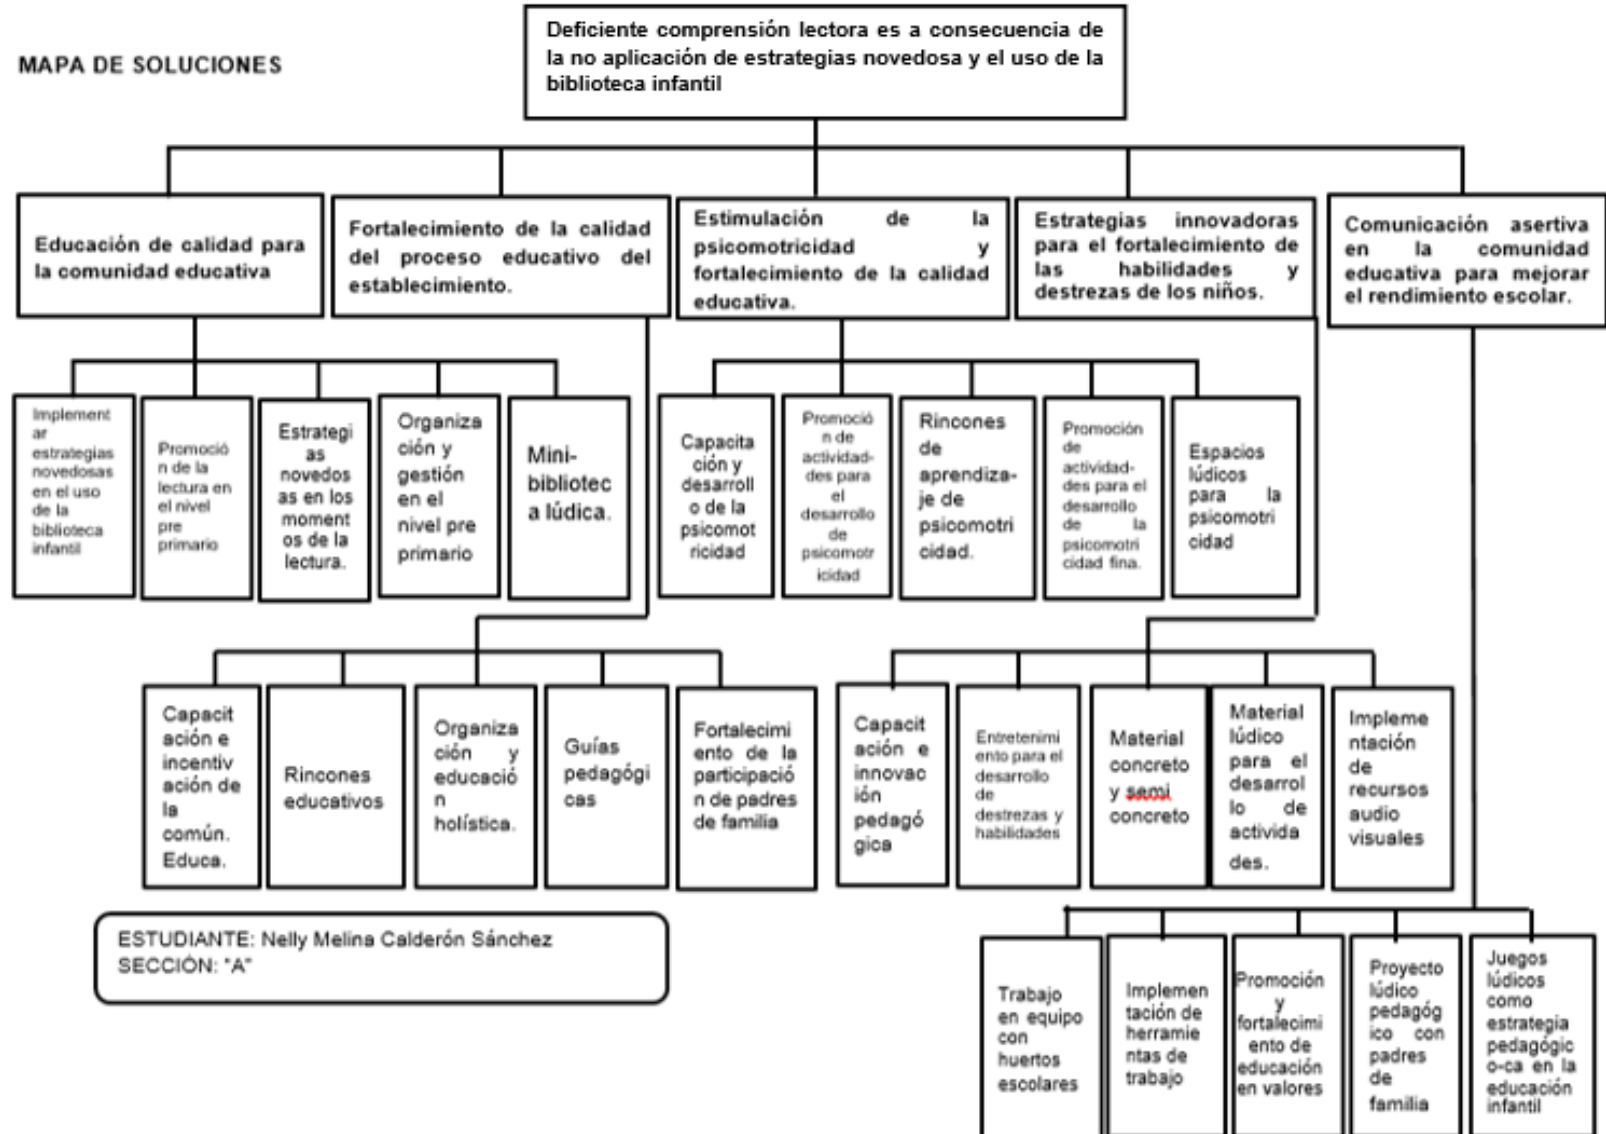 MAPA DE SOLUCIONES
Deficiente comprensión lectora es a consecuencia de
la no aplicación de estrategias novedosa y el uso de la
biblioteca infantil
Educación de calidad para
la comunidad educativa
Fortalecimiento de la calidad
del proceso educativo del
establecimiento.
Estimulación de la
psicomotricidad y
fortalecimiento de la calidad
educativa.
Estrategias innovadoras
para el fortalecimiento de
las habilidades y
destrezas de los niños.
Comunicación asertiva
en la comunidad
educativa para mejorar
el rendimiento escolar.
Implement
ar
estrategias
novedosas
en el uso
de la
biblioteca
infantil
Promoció
n de la
lectura en
el nivel
pre
primario
Estrategi
as
novedos
as en los
moment
os de la
lectura.
Organiza
ción y
gestión
en el
nivel pre
primario
Mini-
bibliotec
a lúdica.
Capacita
ción y
desarroll
o de la
psicomot
ricidad
Promoció
n de
actividad-
des para
el
desarrollo
de
psicomotr
icidad
Rincones
de
aprendiza-
je de
psicomotri
cidad.
Promoción
de
actividad-
des para el
desarrollo
de la
psicomotri
cidad fina.
Espacios
lúdicos
para la
psicomotri
cidad
Capacit
ación e
incentiv
ación de
la
común.
Educa.
Rincones
educativos
Organiza
ción y
educació
n
holística.
Guías
pedagógi
cas
Fortalecimi
ento de la
participació
n de padres
de familia
Capacit
ación e
innovac
ión
pedagó
gica
Entretenimi
ento para el
desarrollo
de
destrezas y
habilidades
Material
concreto
y semi
concreto
Material
lúdico
para el
desarrol
lo de
activida
des.
Impleme
ntación
de
recursos
audio
visuales
ESTUDIANTE: Nelly Melina Calderón Sánchez
SECCIÓN: "A"
Trabajo
en equipo
con
huertos
escolares
Implemen
tación de
herramie
ntas de
trabajo
Promoción
y
fortalecimi
ento de
educación
en valores
Proyecto
lúdico
pedagóg
ico con
padres
de
familia
Juegos
lúdicos
como
estrategia
pedagógic
o-ca en la
educación
infantil